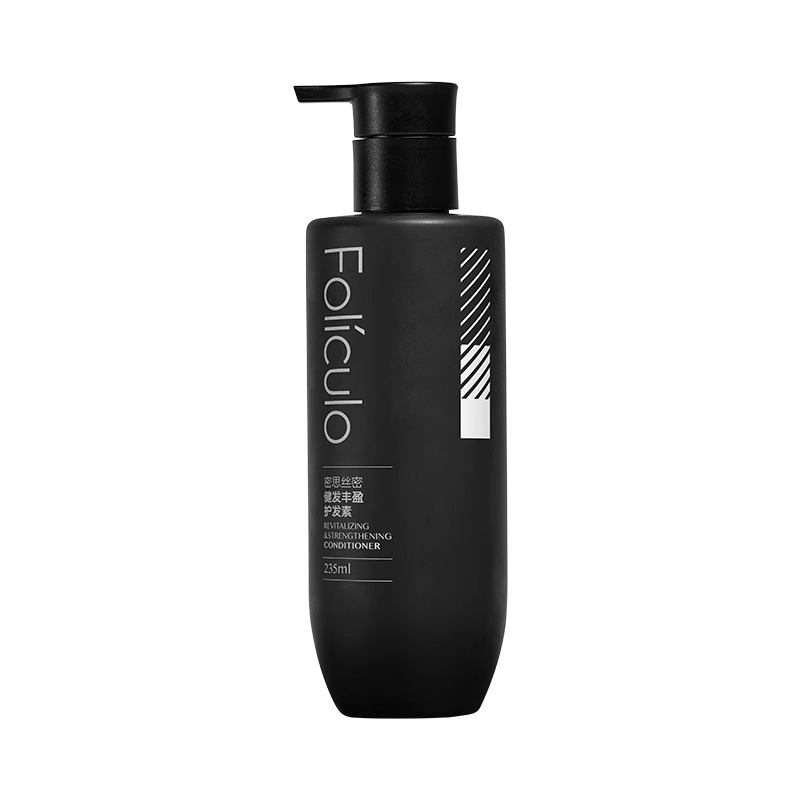 Folículo
密思丝密
健发丰盈
护发素
REVITALIZING
&STRENGTHENING
CONDITIONER
235ml